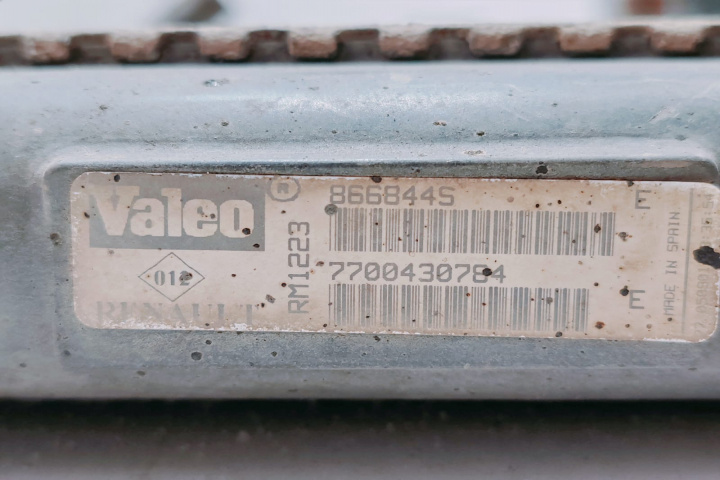 Valeo
®
012
RENAULT
RM1223
866844S
E
7700430784
E
MADE IN SPAIN